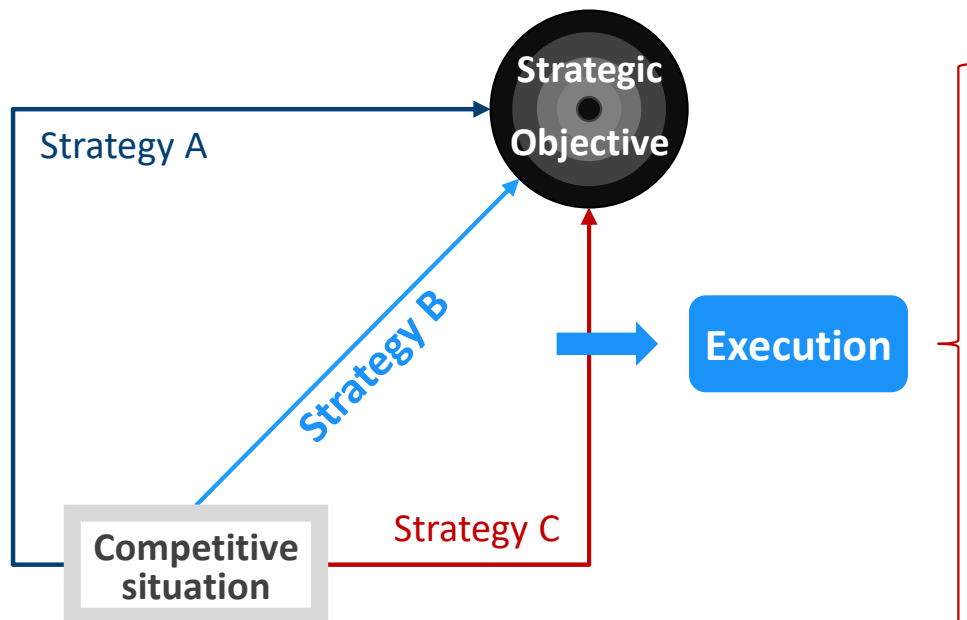 Strategic
Objective
Strategy A
Strategy B
Execution
Strategy C
Competitive
situation